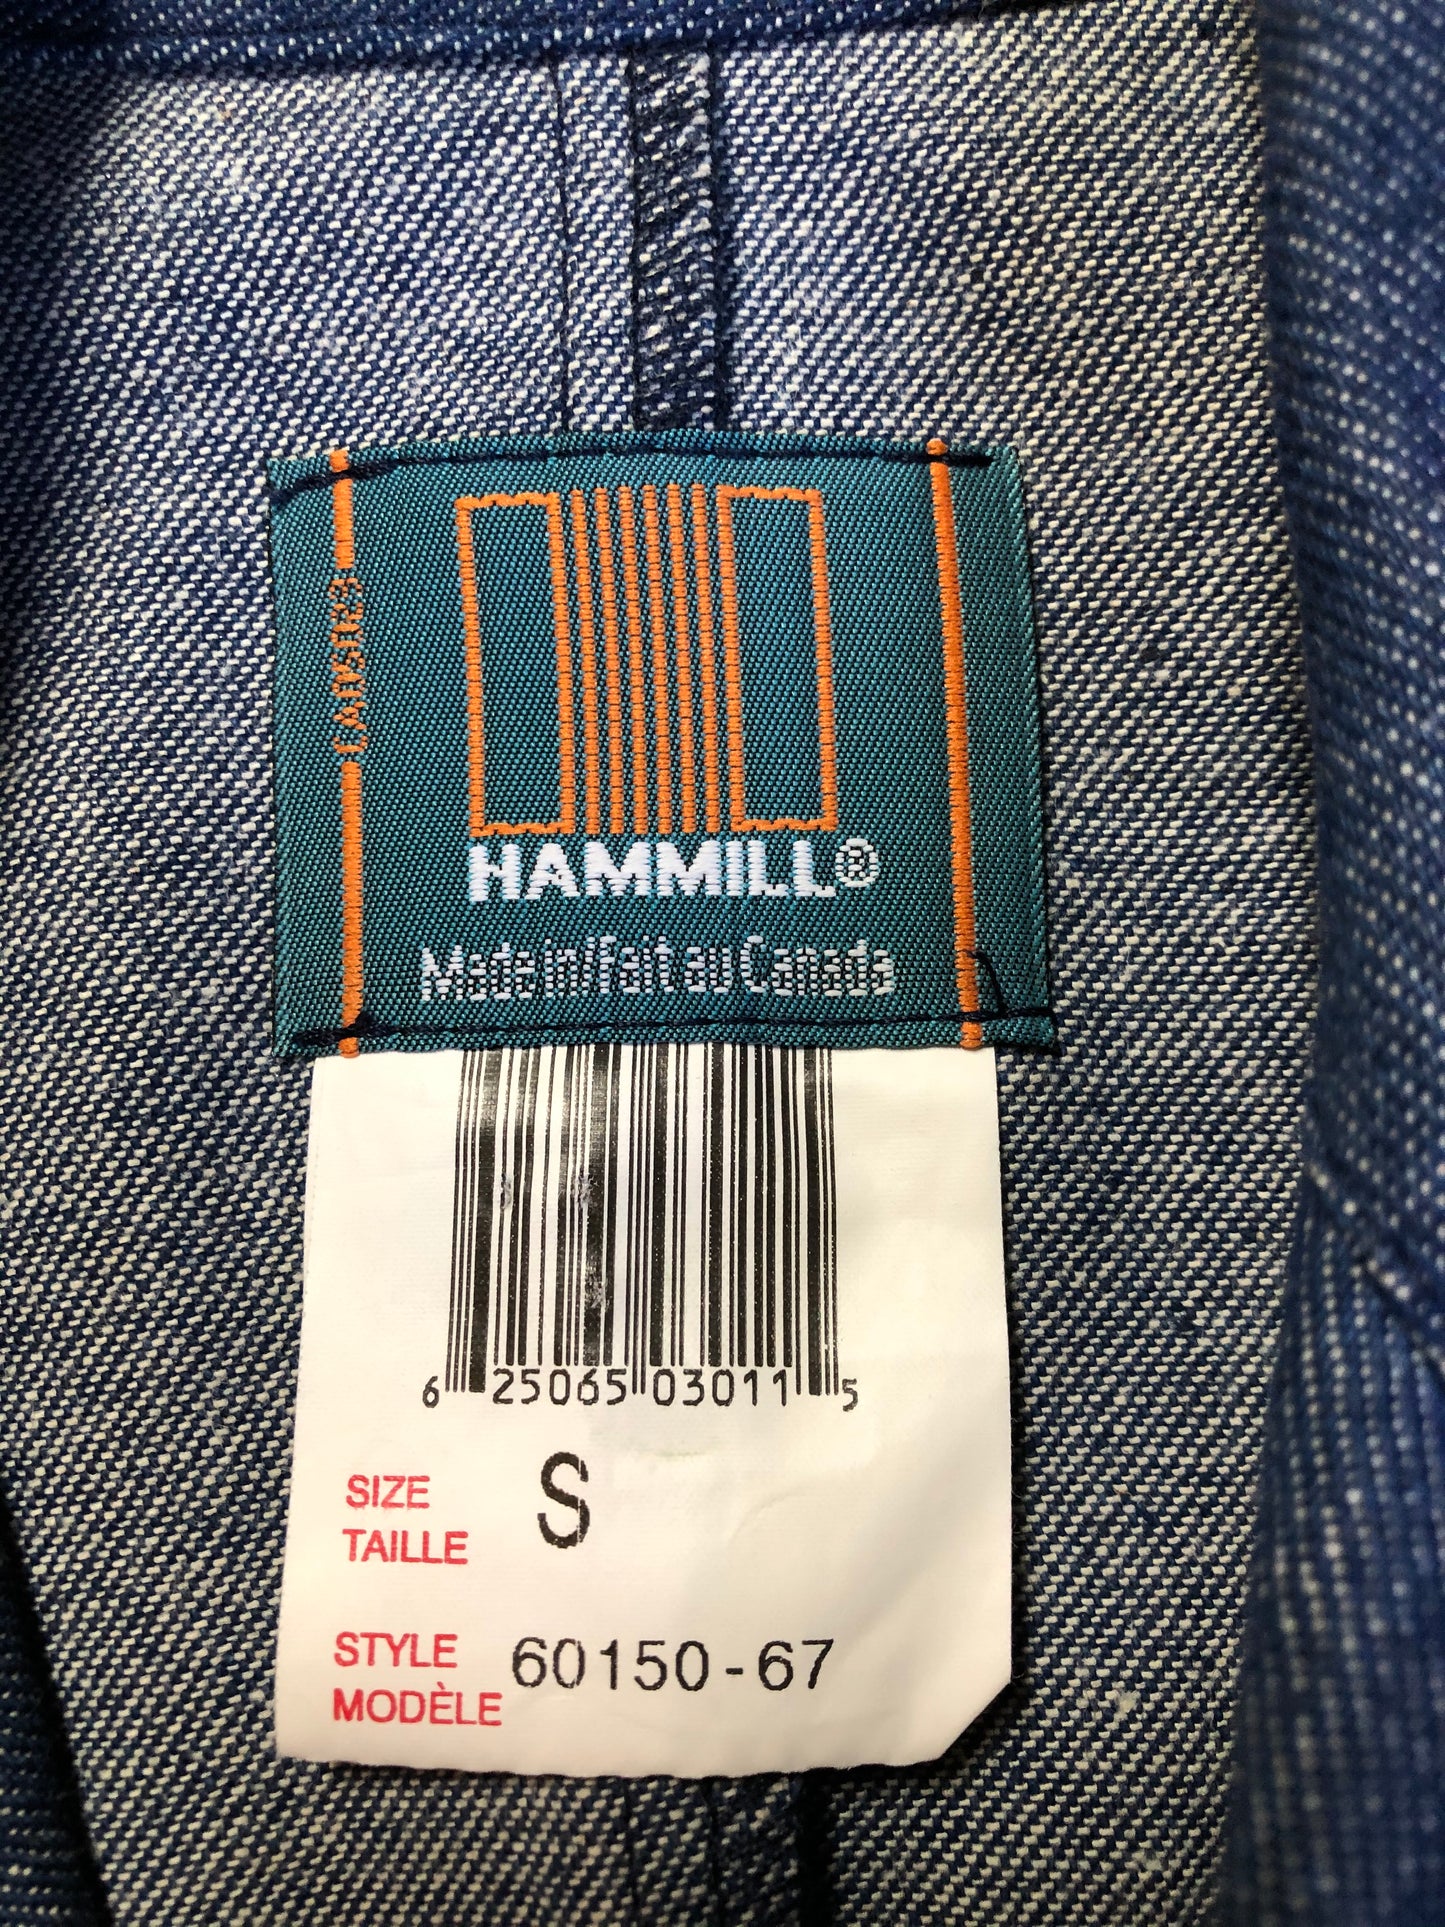 CA05023
HAMMILL®
Made in/Fait au Canada
6 25065 03011 5
SIZE S
TAILLE
STYLE 60150-67
MODÈLE